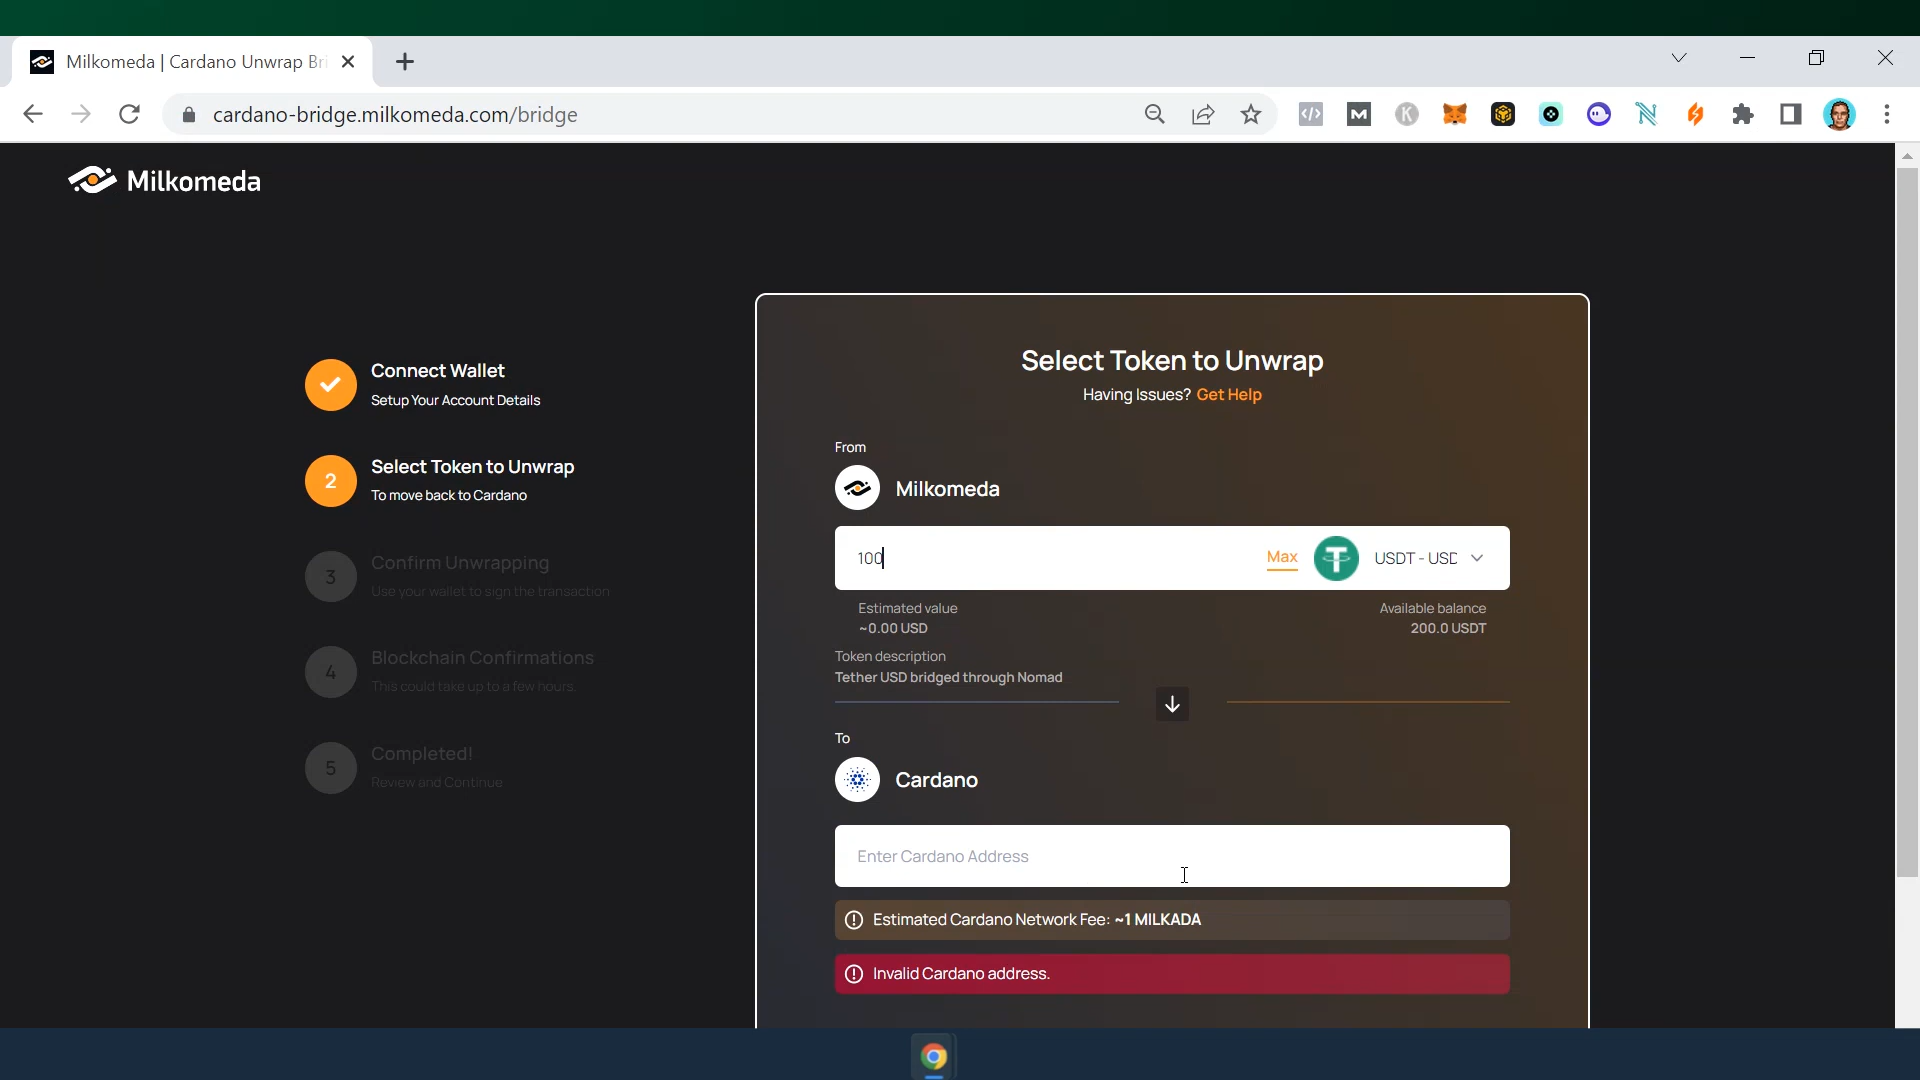 Milkomeda | Cardano Unwrap Bri
cardano-bridge.milkomeda.com/bridge
Milkomeda
Connect Wallet
Setup Your Account Details
2
Select Token to Unwrap
To move back to Cardano
3
Confirm Unwrapping
Use your wallet to sign the transaction
4
Blockchain Confirmations
This could take up to a few hours.
5
Completed!
Review and Continue
Select Token to Unwrap
Having Issues? Get Help
From
Milkomeda
100 Max USDT - USD
Estimated value Available balance
~0.00 USD 200.0 USDT
Token description
Tether USD bridged through Nomad
To
Cardano
Enter Cardano Address
Estimated Cardano Network Fee: ~1 MILKADA
Invalid Cardano address.